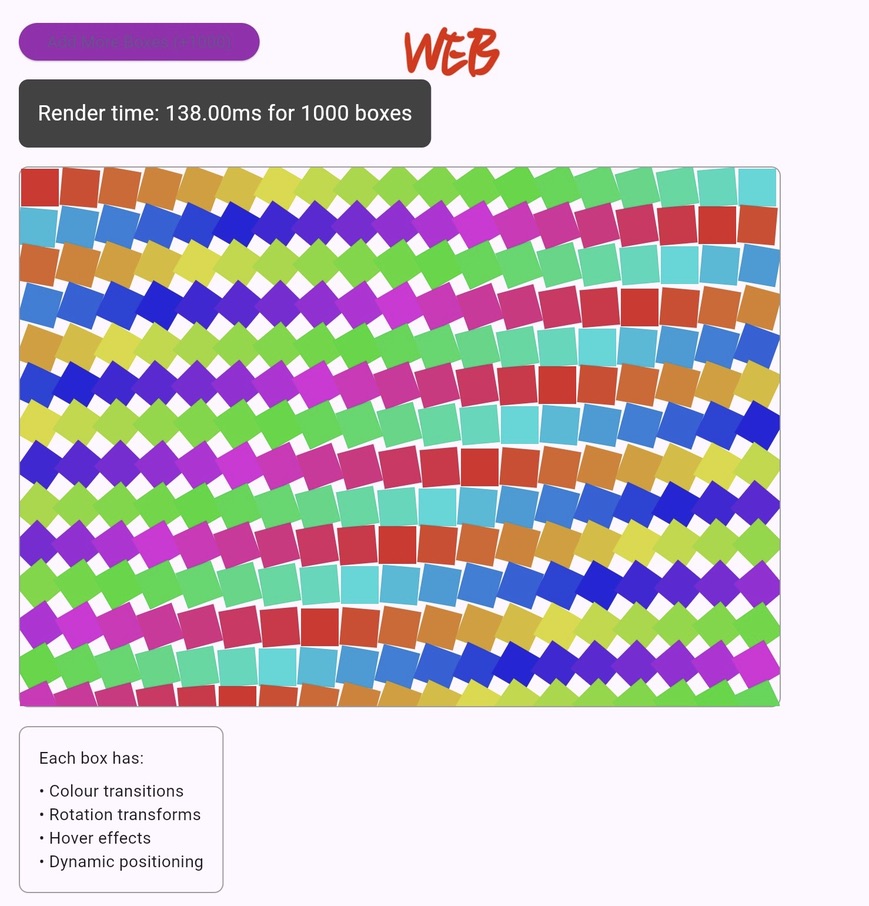 Add More Boxes (+1000)
WEB
Render time: 138.00ms for 1000 boxes
Each box has:
• Colour transitions
• Rotation transforms
• Hover effects
• Dynamic positioning